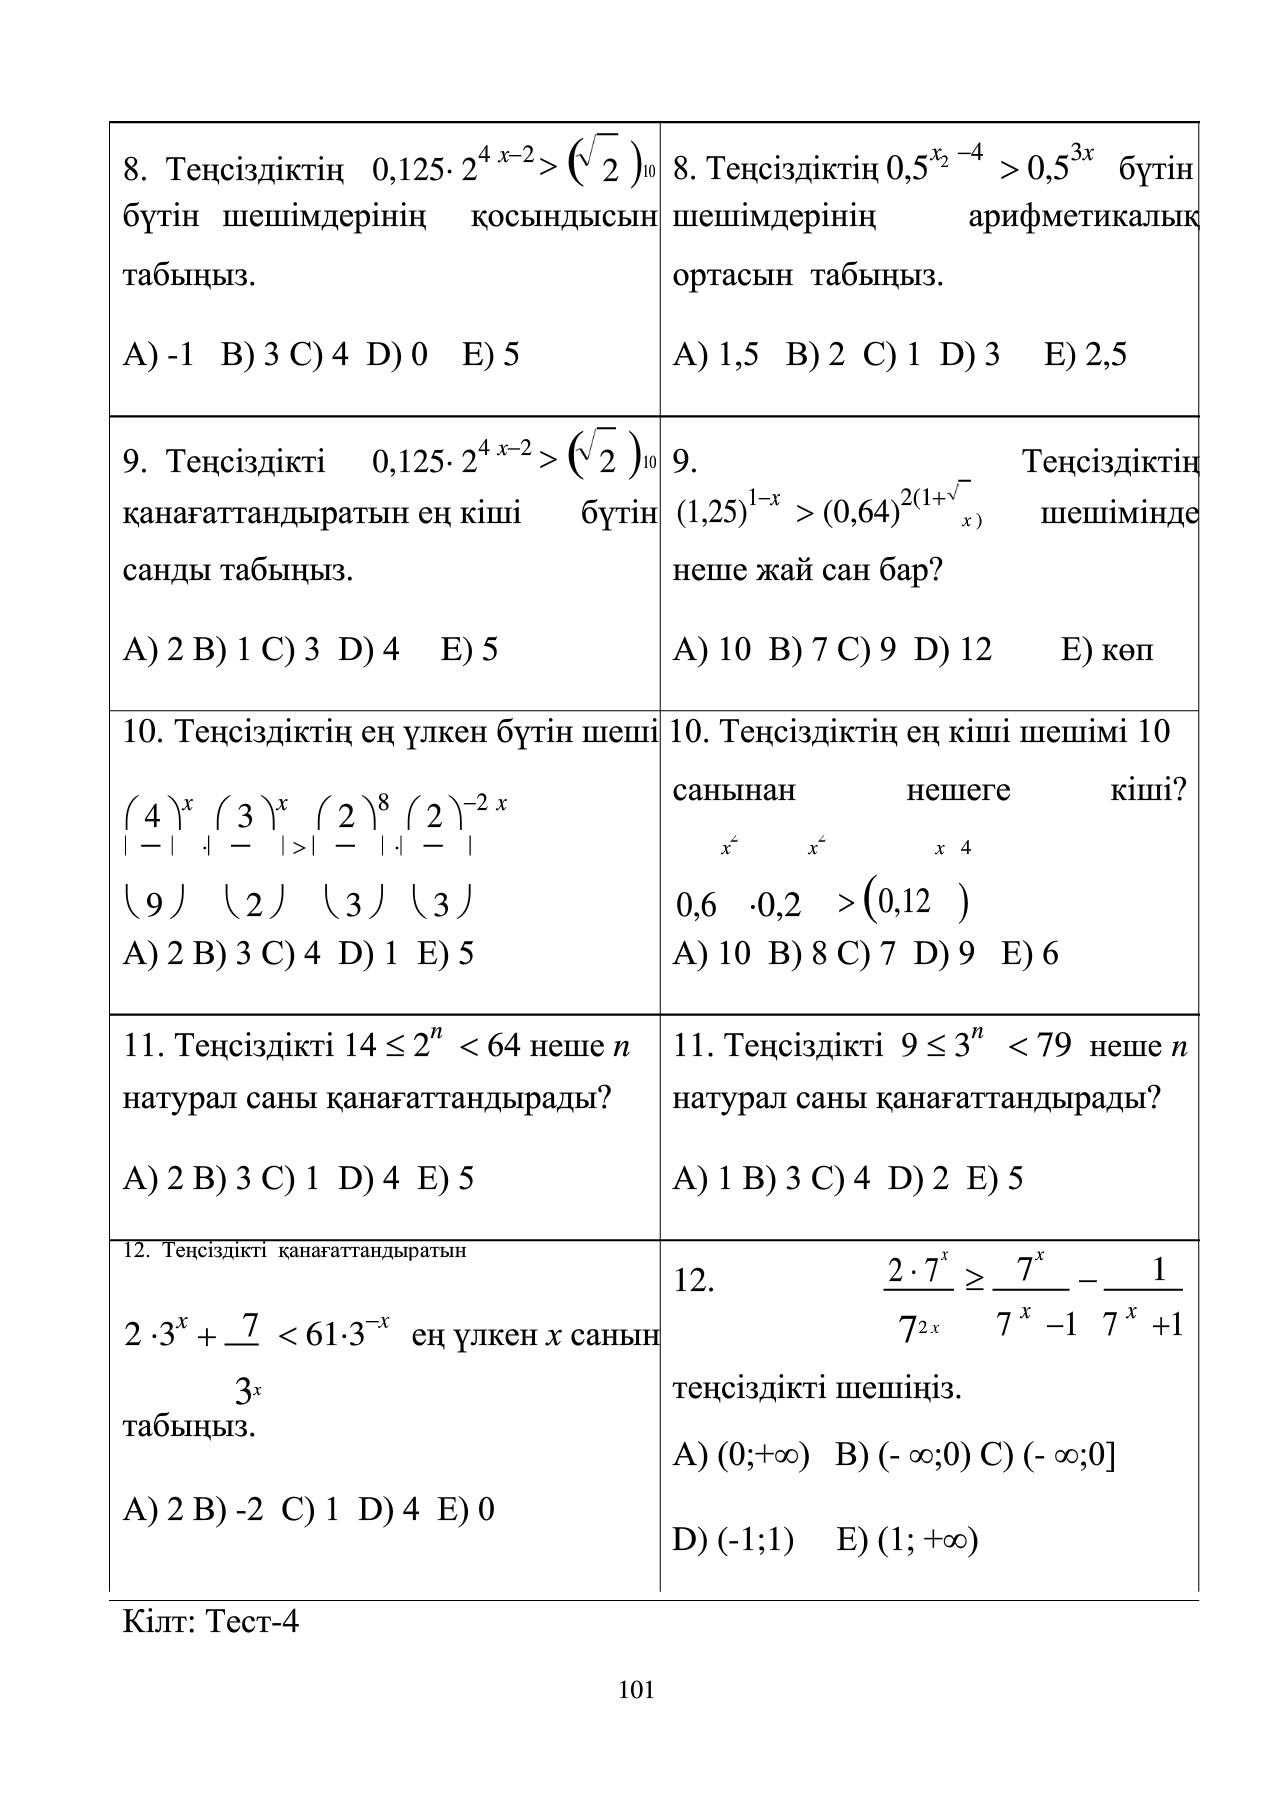 8. Теңсіздіктің 0,125· 2^{4 x–2} > (√2)^{10}
бүтін шешімдерінің қосындысын
табыңыз.
A) -1 B) 3 C) 4 D) 0 E) 5
8. Теңсіздіктің 0,5^{x_2 –4} > 0,5^{3x} бүтін
шешімдерінің арифметикалық
ортасын табыңыз.
A) 1,5 B) 2 C) 1 D) 3 E) 2,5
9. Теңсіздікті 0,125· 2^{4 x–2} > (√2)^{10}
қанағаттандыратын ең кіші бүтін
санды табыңыз.
A) 2 B) 1 C) 3 D) 4 E) 5
9. Теңсіздіктің
(1,25)^{1–x} > (0,64)^{2(1+√x)} шешімінде
неше жай сан бар?
A) 10 B) 7 C) 9 D) 12 E) көп
10. Теңсіздіктің ең үлкен бүтін шеші
(4/9)^x ·(3/2)^x >(2/3)^8 ·(2/3)^{–2 x}
A) 2 B) 3 C) 4 D) 1 E) 5
10. Теңсіздіктің ең кіші шешімі 10
санынан нешеге кіші?
0,6^{x^2} ·0,2^{x^2} > (0,12^x)^4
A) 10 B) 8 C) 7 D) 9 E) 6
11. Теңсіздікті 14 ≤ 2^n < 64 неше n
натурал саны қанағаттандырады?
A) 2 B) 3 C) 1 D) 4 E) 5
11. Теңсіздікті 9 ≤ 3^n < 79 неше n
натурал саны қанағаттандырады?
A) 1 B) 3 C) 4 D) 2 E) 5
12. Теңсіздікті қанағаттандыратын
2 ·3^x + 7/3^x < 61·3^{–x} ең үлкен x санын
табыңыз.
A) 2 B) -2 C) 1 D) 4 E) 0
12. 2 · 7^x/7^{2x} ≥ 7^x/(7^x –1) – 1/(7^x +1)
теңсіздікті шешіңіз.
A) (0;+∞) B) (- ∞;0) C) (- ∞;0]
D) (-1;1) E) (1; +∞)
Кілт: Тест-4
101